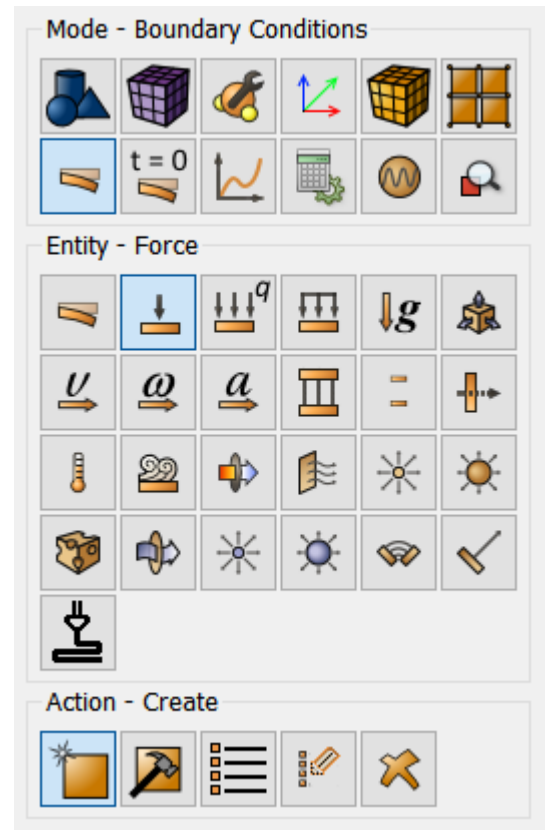 Mode - Boundary Conditions
t = 0
Entity - Force
q
g
υ ω a
Action - Create